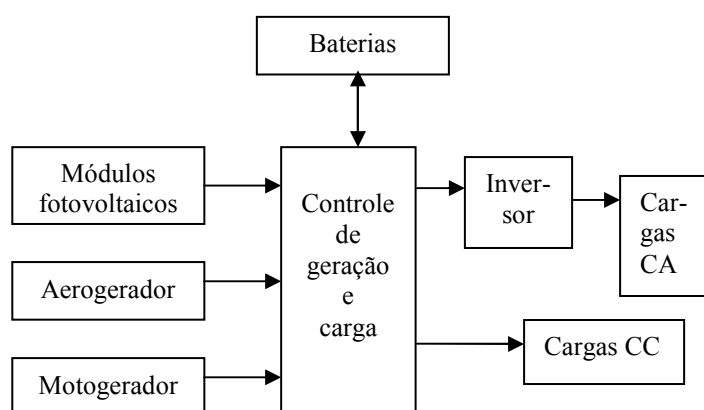 Baterias
Módulos
fotovoltaicos
Aerogerador
Motogerador
Controle
de
geração
e
carga
Inver-
sor
Car-
gas
CA
Cargas CC